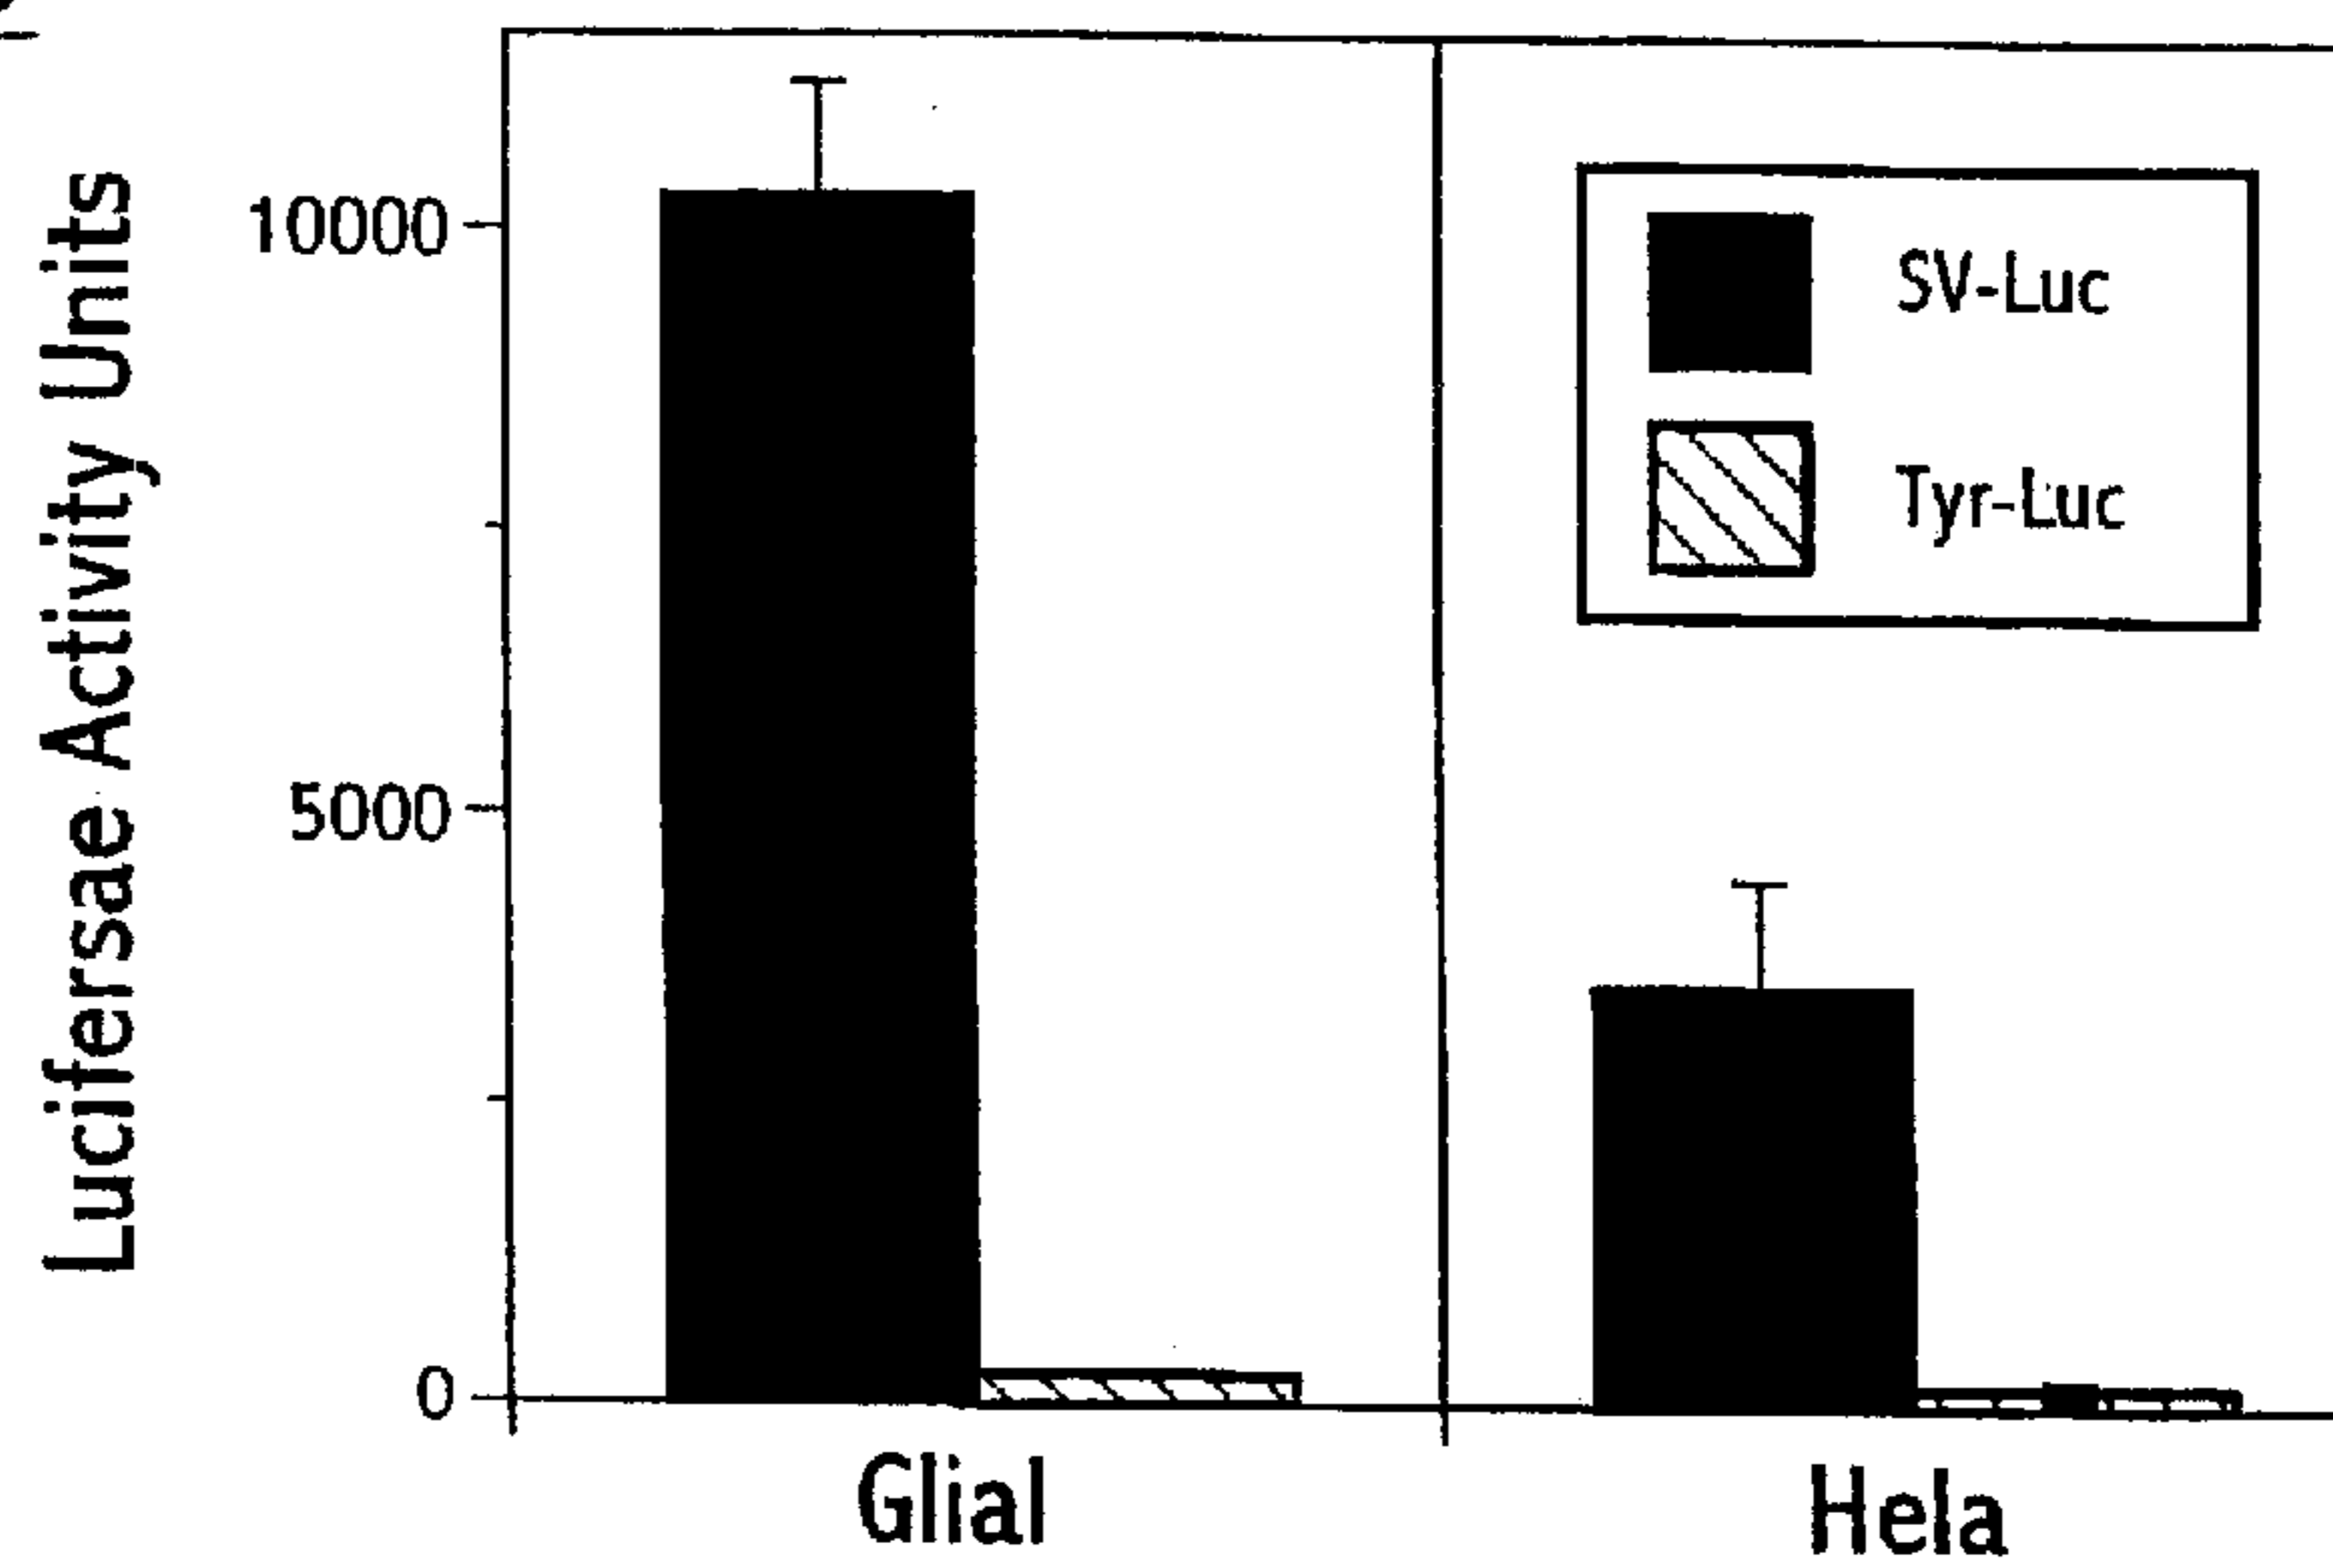 Lucifersae Activity Units
10000
5000
0
SV-Luc
Tyr-Luc
Glial
Hela